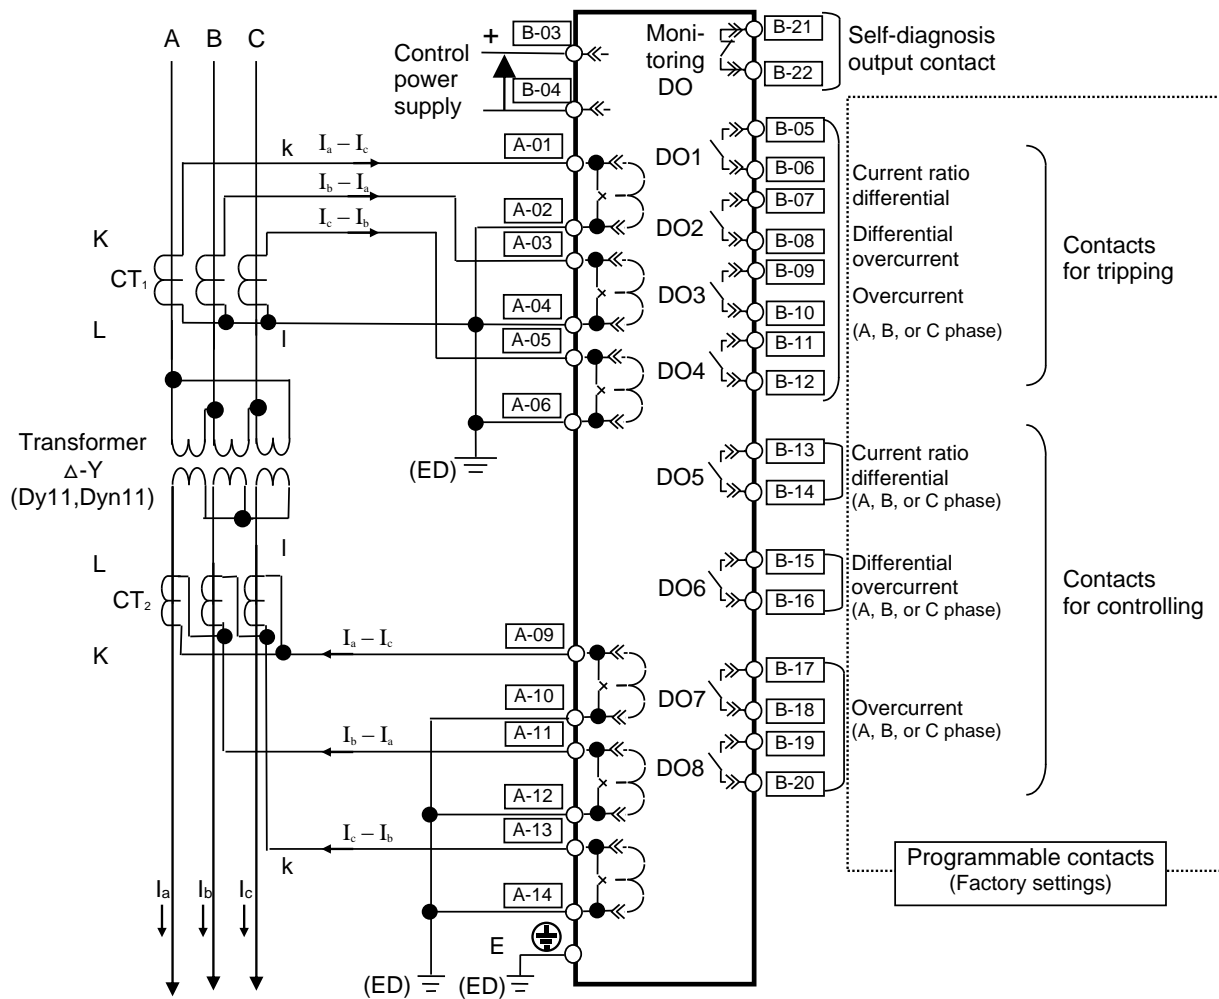 A B C
Control
power
supply
+
B-03
B-04
Moni-
toring
DO
B-21
B-22
Self-diagnosis
output contact
k
Ia – Ic
Ib – Ia
Ic – Ib
A-01
A-02
A-03
A-04
A-05
A-06
K
CT1
L
l
(ED)
DO1
DO2
DO3
DO4
B-05
B-06
B-07
B-08
B-09
B-10
B-11
B-12
Current ratio
differential
Differential
overcurrent
Overcurrent
(A, B, or C phase)
Contacts
for tripping
Transformer
Δ-Y
(Dy11,Dyn11)
L
l
CT2
K
Ia – Ic
Ib – Ia
Ic – Ib
k
A-09
A-10
A-11
A-12
A-13
A-14
E
(ED)
(ED)
Ia
Ib
Ic
DO5
DO6
DO7
DO8
B-13
B-14
B-15
B-16
B-17
B-18
B-19
B-20
Current ratio
differential
(A, B, or C phase)
Differential
overcurrent
(A, B, or C phase)
Overcurrent
(A, B, or C phase)
Contacts
for controlling
Programmable contacts
(Factory settings)